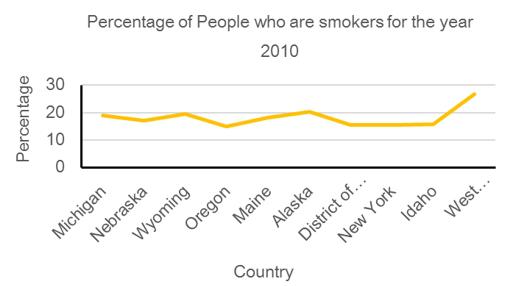 Percentage of People who are smokers for the year
2010
Percentage
30
20
10
0
Michigan
Nebraska
Wyoming
Oregon
Maine
Alaska
District of...
New York
Idaho
West...
Country